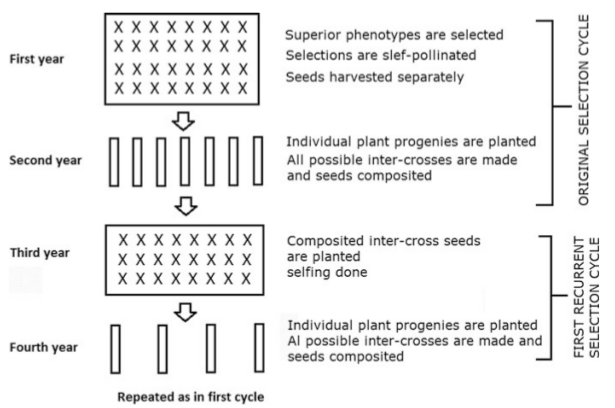 X X X X X X X X
X X X X X X X X
X X X X X X X X
X X X X X X X X
First year
Superior phenotypes are selected
Selections are slef-pollinated
Seeds harvested separately
ORIGINAL SELECTION CYCLE
Second year
Individual plant progenies are planted
All possible inter-crosses are made
and seeds composited
Third year
X X X X X X X X
X X X X X X X X
X X X X X X X X
Composited inter-cross seeds
are planted
selfing done
FIRST RECURRENT
SELECTION CYCLE
Fourth year
Individual plant progenies are planted
Al possible inter-crosses are made and
seeds composited
Repeated as in first cycle